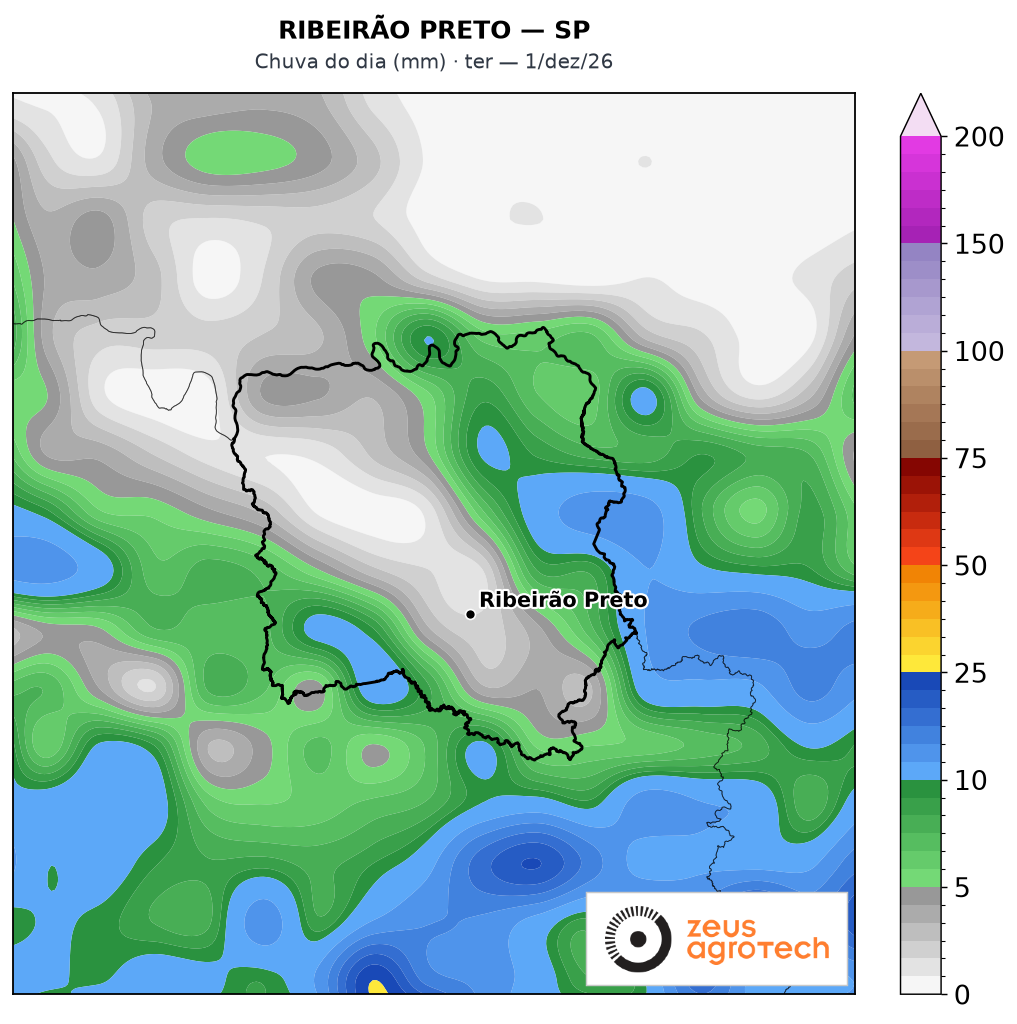 RIBEIRÃO PRETO — SP
Chuva do dia (mm) · ter — 1/dez/26
200
150
100
75
50
25
10
5
0
Ribeirão Preto
zeus
agroTech